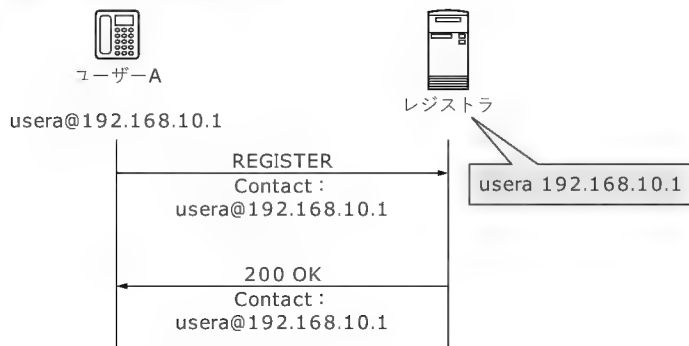 ユーザーA
レジストラ
usera@192.168.10.1
REGISTER
Contact：
usera@192.168.10.1
usera 192.168.10.1
200 OK
Contact：
usera@192.168.10.1